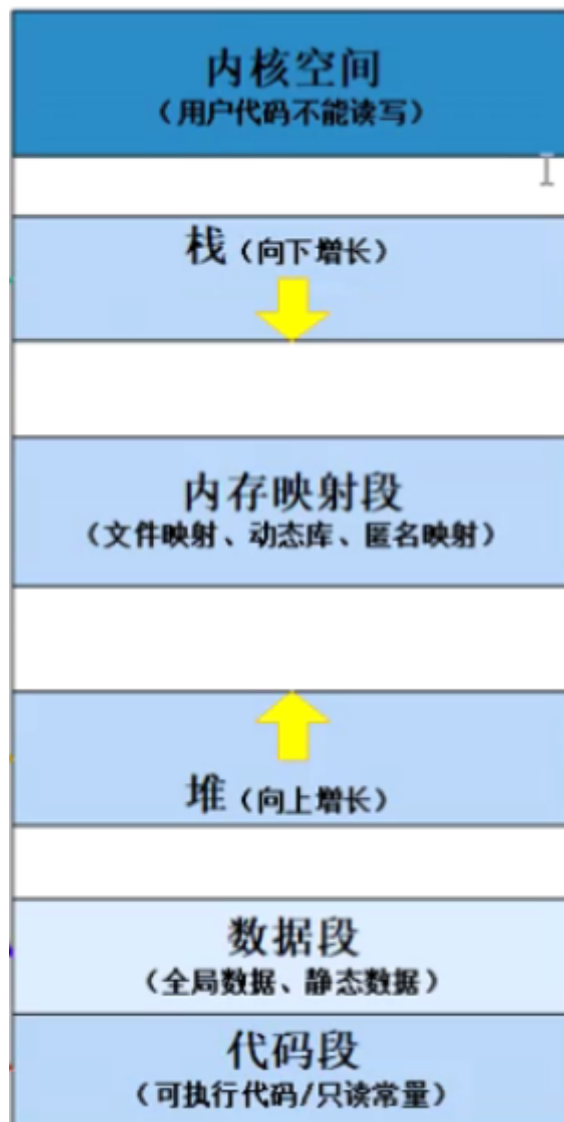 内核空间
（用户代码不能读写）
栈（向下增长）
内存映射段
（文件映射、动态库、匿名映射）
堆（向上增长）
数据段
（全局数据、静态数据）
代码段
（可执行代码/只读常量）